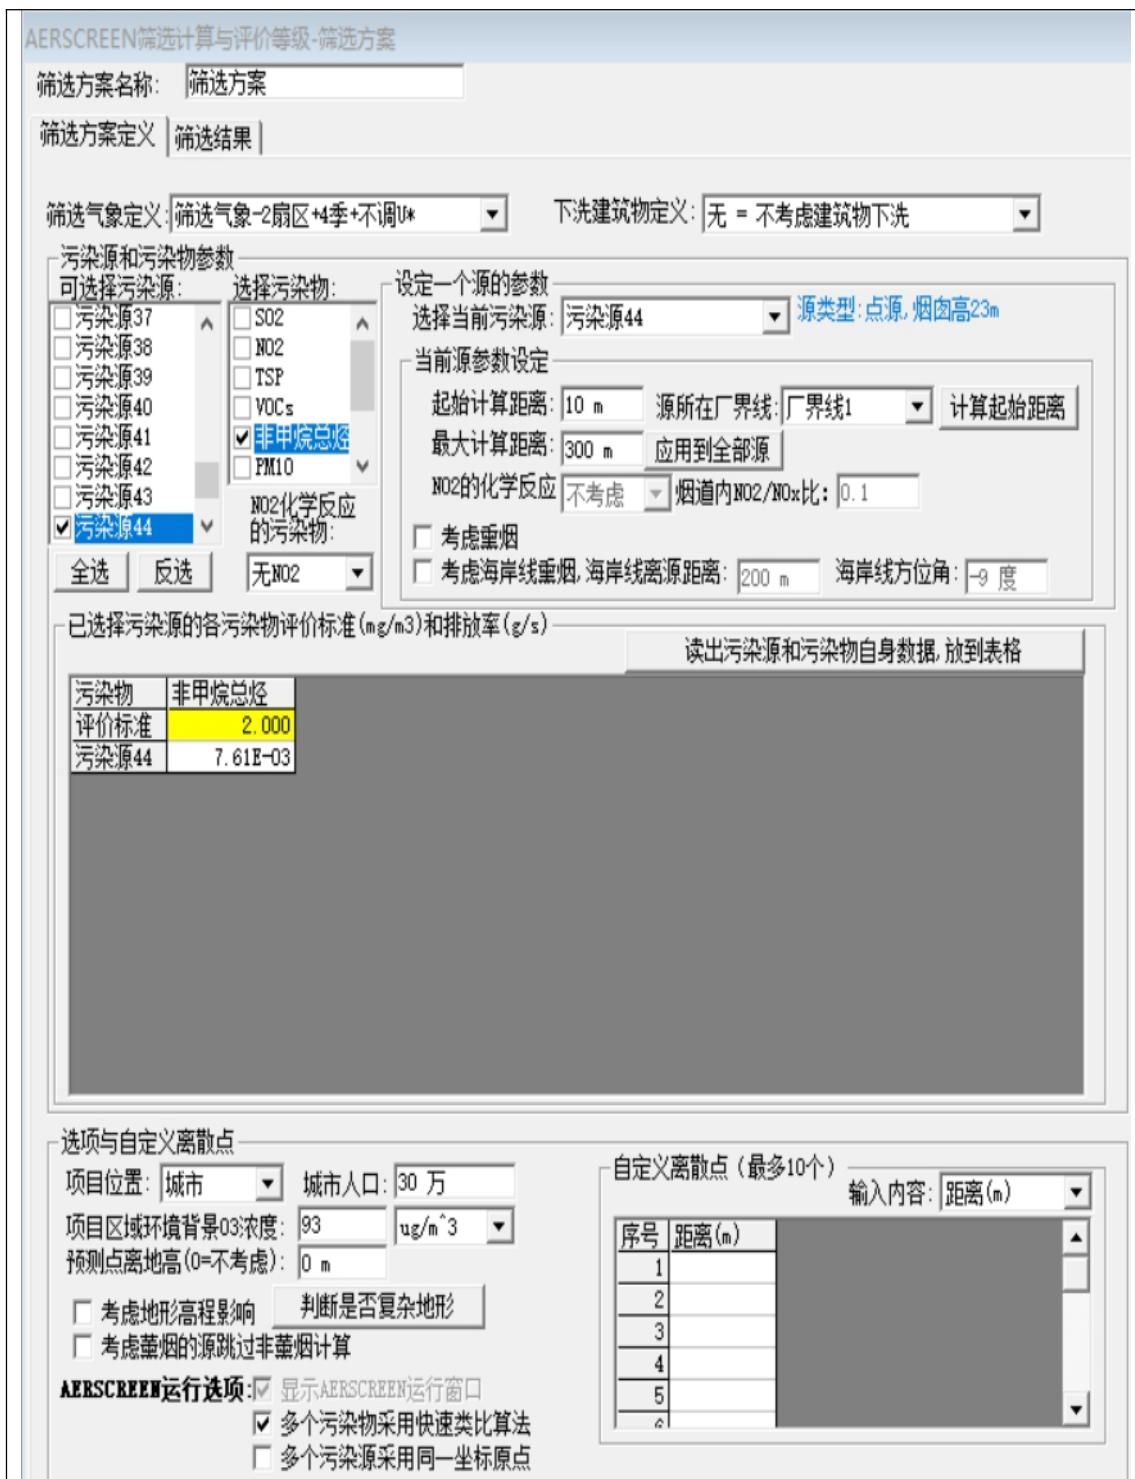 AERSCREEN筛选计算与评价等级-筛选方案
筛选方案名称: 筛选方案
筛选方案定义 筛选结果
筛选气象定义: 筛选气象-2扇区+4季+不调U* 下洗建筑物定义: 无 = 不考虑建筑物下洗
污染源和污染物参数
可选择污染源: 选择污染物: 设定一个源的参数
污染源37 SO2 选择当前污染源: 污染源44 源类型:点源,烟囱高23m
污染源38 NO2
污染源39 TSP 当前源参数设定
污染源40 VOCs 起始计算距离: 10 m 源所在厂界线: 厂界线1 计算起始距离
污染源41 非甲烷总烃 最大计算距离: 300 m 应用到全部源
污染源42 PM10 NO2的化学反应 不考虑 烟道内NO2/NOx比: 0.1
污染源43 NO2化学反应
污染源44 的污染物: 考虑重烟
全选 反选 无NO2 考虑海岸线重烟,海岸线离源距离: 200 m 海岸线方位角: -9 度
已选择污染源的各污染物评价标准(mg/m3)和排放率(g/s)
读出污染源和污染物自身数据,放到表格
污染物 非甲烷总烃
评价标准 2.000
污染源44 7.61E-03
选项与自定义离散点
项目位置: 城市 城市人口: 30 万 自定义离散点(最多10个)
输入内容: 距离(m)
项目区域环境背景O3浓度: 93 ug/m^3 序号 距离(m)
预测点离地高(0=不考虑): 0 m 1
2
考虑地形高程影响 判断是否复杂地形 3
考虑薰烟的源跳过非薰烟计算 4
AERSCREEN运行选项: 显示AERSCREEN运行窗口 5
多个污染物采用快速类比算法 6
多个污染源采用同一坐标原点